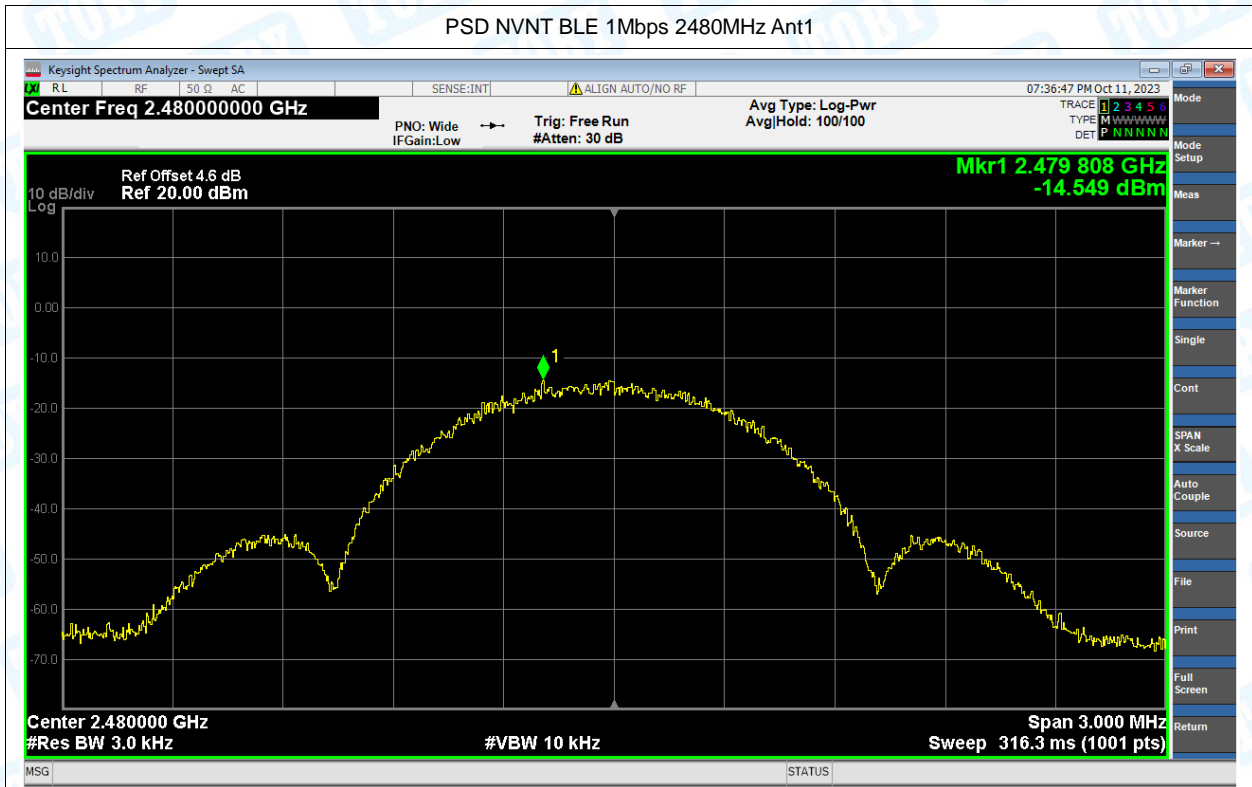 PSD NVNT BLE 1Mbps 2480MHz Ant1
Keysight Spectrum Analyzer - Swept SA
LXI RL RF 50 Ω AC SENSE:INT ALIGN AUTO/NO RF 07:36:47 PM Oct 11, 2023
Center Freq 2.480000000 GHz
PNO: Wide
IFGain:Low
Trig: Free Run
#Atten: 30 dB
Avg Type: Log-Pwr
Avg|Hold: 100/100
TRACE 1 2 3 4 5 6
TYPE M WWWWW
DET P N N N N N
Mkr1 2.479 808 GHz
-14.549 dBm
Ref Offset 4.6 dB
10 dB/div Ref 20.00 dBm
Log
10.0
0.00
-10.0
-20.0
-30.0
-40.0
-50.0
-60.0
-70.0
1
Center 2.480000 GHz Span 3.000 MHz
#Res BW 3.0 kHz #VBW 10 kHz Sweep 316.3 ms (1001 pts)
MSG STATUS
Mode
Mode
Setup
Meas
Marker →
Marker
Function
Single
Cont
SPAN
X Scale
Auto
Couple
Source
File
Print
Full
Screen
Return
TOBY